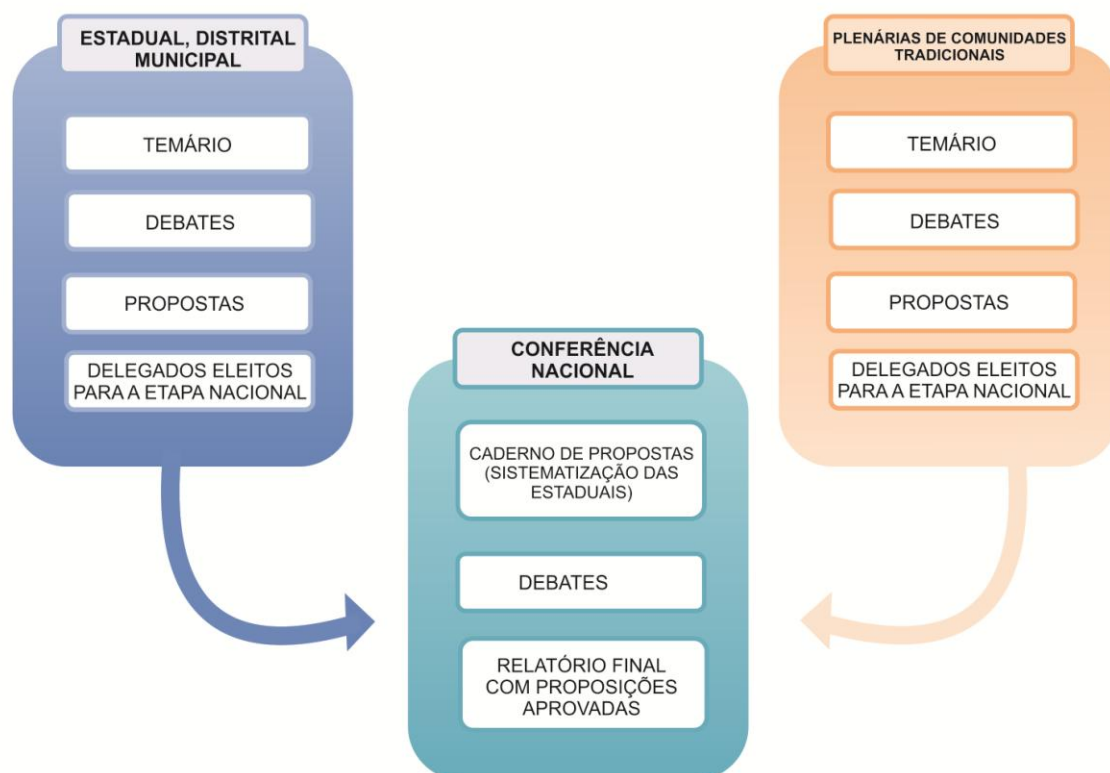 ESTADUAL, DISTRITAL
MUNICIPAL
TEMÁRIO
DEBATES
PROPOSTAS
DELEGADOS ELEITOS
PARA A ETAPA NACIONAL
PLENÁRIAS DE COMUNIDADES
TRADICIONAIS
TEMÁRIO
DEBATES
PROPOSTAS
DELEGADOS ELEITOS
PARA A ETAPA NACIONAL
CONFERÊNCIA
NACIONAL
CADERNO DE PROPOSTAS
(SISTEMATIZAÇÃO DAS
ESTADUAIS)
DEBATES
RELATÓRIO FINAL
COM PROPOSIÇÕES
APROVADAS